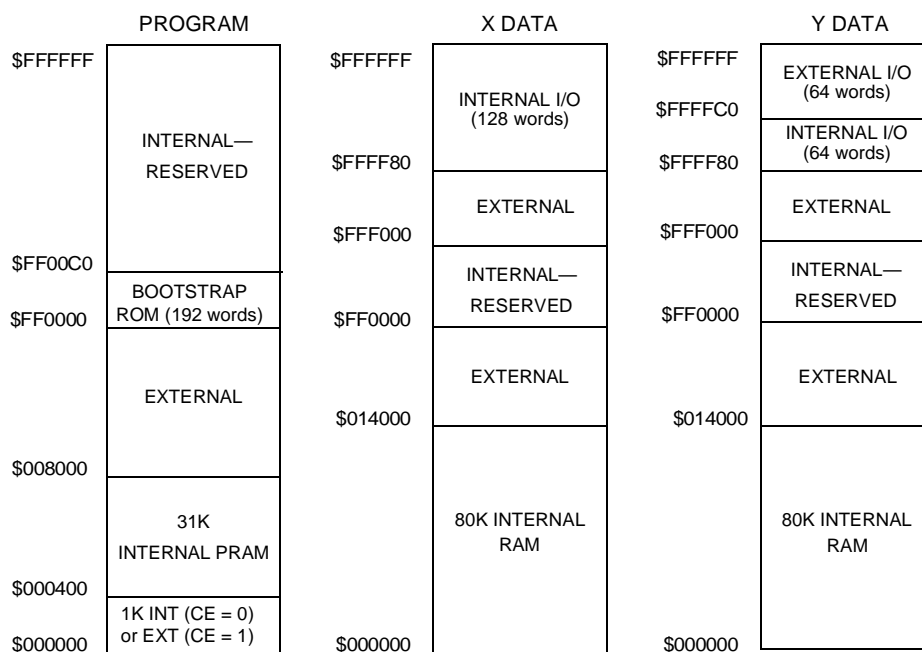 PROGRAM
$FFFFFF
INTERNAL—
RESERVED
$FF00C0
BOOTSTRAP
ROM (192 words)
$FF0000
EXTERNAL
$008000
31K
INTERNAL PRAM
$000400
1K INT (CE = 0)
or EXT (CE = 1)
$000000
X DATA
$FFFFFF
INTERNAL I/O
(128 words)
$FFFF80
EXTERNAL
$FFF000
INTERNAL—
RESERVED
$FF0000
EXTERNAL
$014000
80K INTERNAL
RAM
$000000
Y DATA
$FFFFFF
EXTERNAL I/O
(64 words)
$FFFFC0
INTERNAL I/O
(64 words)
$FFFF80
EXTERNAL
$FFF000
INTERNAL—
RESERVED
$FF0000
EXTERNAL
$014000
80K INTERNAL
RAM
$000000